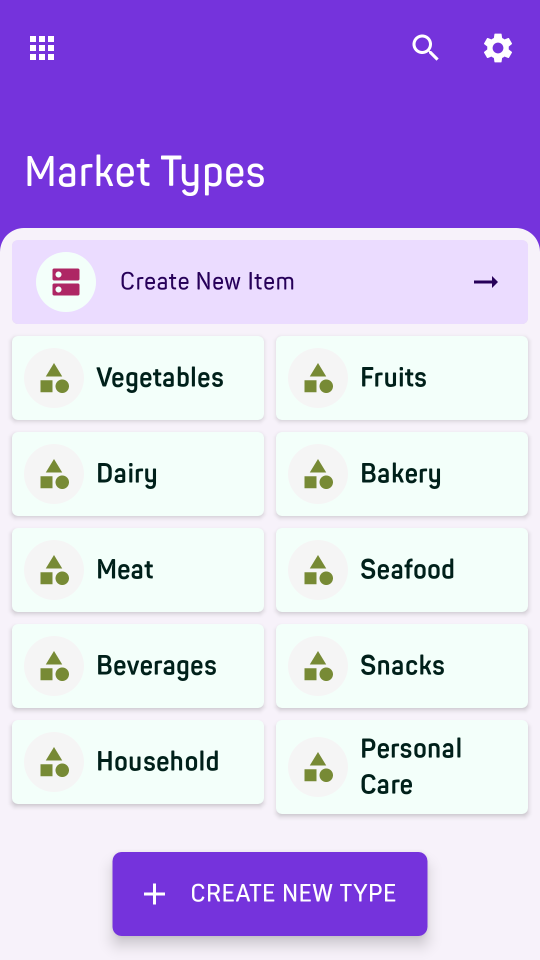 Market Types
Create New Item
Vegetables
Fruits
Dairy
Bakery
Meat
Seafood
Beverages
Snacks
Household
Personal
Care
CREATE NEW TYPE